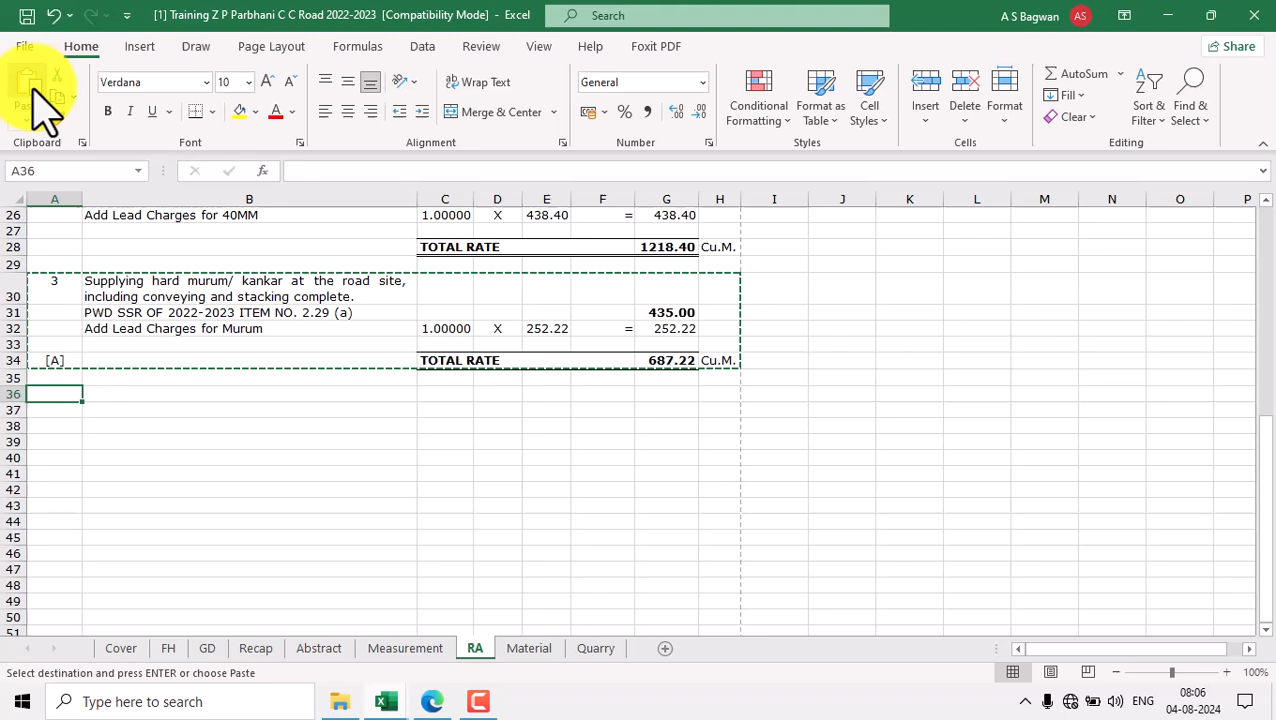 [1] Training Z P Parbhani C C Road 2022-2023 [Compatibility Mode] - Excel
Search
A S Bagwan
AS
File Home Insert Draw Page Layout Formulas Data Review View Help Foxit PDF
Share
Verdana 10
Wrap Text
General
Conditional Formatting
Format as Table
Cell Styles
Insert
Delete
Format
AutoSum
Fill
Clear
Sort & Filter
Find & Select
B I U
Merge & Center
Clipboard Font Alignment Number Styles Cells Editing
A36
A B C D E F G H I J K L M N O P
26 Add Lead Charges for 40MM 1.00000 X 438.40 = 438.40
27
28 TOTAL RATE 1218.40 Cu.M.
29
3 Supplying hard murum/ kankar at the road site,
30 including conveying and stacking complete.
31 PWD SSR OF 2022-2023 ITEM NO. 2.29 (a) 435.00
32 Add Lead Charges for Murum 1.00000 X 252.22 = 252.22
33
34 [A] TOTAL RATE 687.22 Cu.M.
35
36
37
38
39
40
41
42
43
44
45
46
47
48
49
50
51
Cover FH GD Recap Abstract Measurement RA Material Quarry
Select destination and press ENTER or choose Paste
100%
Type here to search
ENG
08:06
04-08-2024